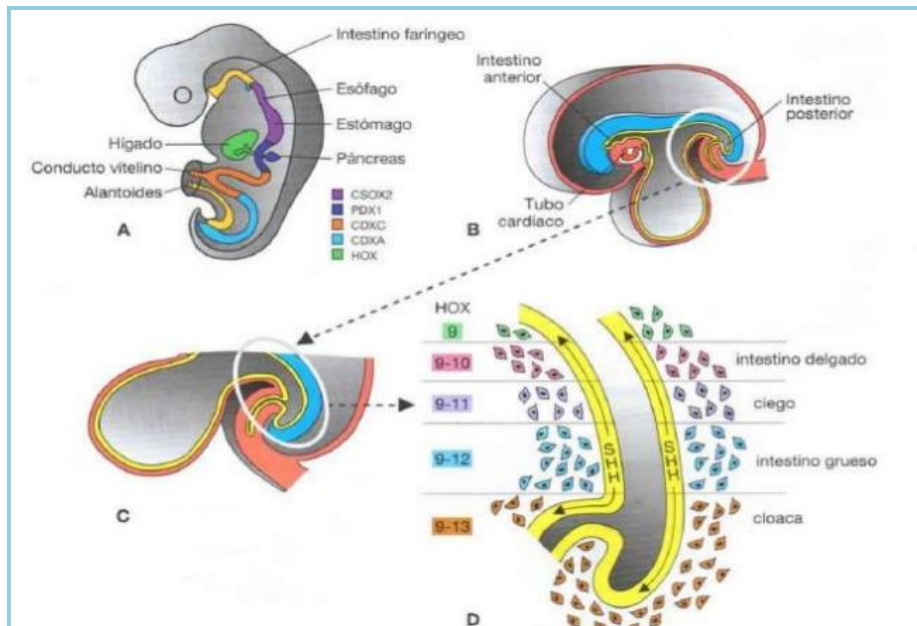 Intestino faríngeo
Esófago
Estómago
Hígado
Páncreas
Conducto vitelino
Alantoides
A
CSOX2
PDX1
CDXC
CDXA
HOX
Intestino
anterior
Intestino
posterior
Tubo
cardíaco
B
C
HOX
9
9-10
intestino delgado
9-11
ciego
9-12
intestino grueso
9-13
cloaca
SHH
SHH
D